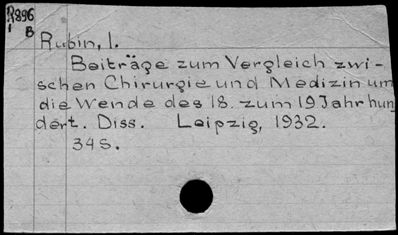 R896
1 B
Rubin, I.
Beiträge zum Vergleich zwi-
schen Chirurgie und Medizin um
die Wende des 18. zum 19 Jahrhun
dert. Diss. Leipzig, 1932.
34S.